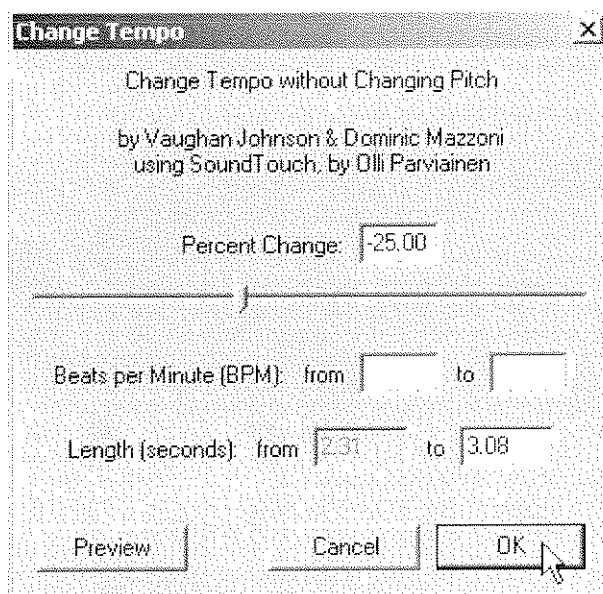 Change Tempo
Change Tempo without Changing Pitch
by Vaughan Johnson & Dominic Mazzoni
using SoundTouch, by Olli Parviainen
Percent Change: -25.00
Beats per Minute (BPM): from to
Length (seconds): from 2.31 to 3.08
Preview Cancel OK